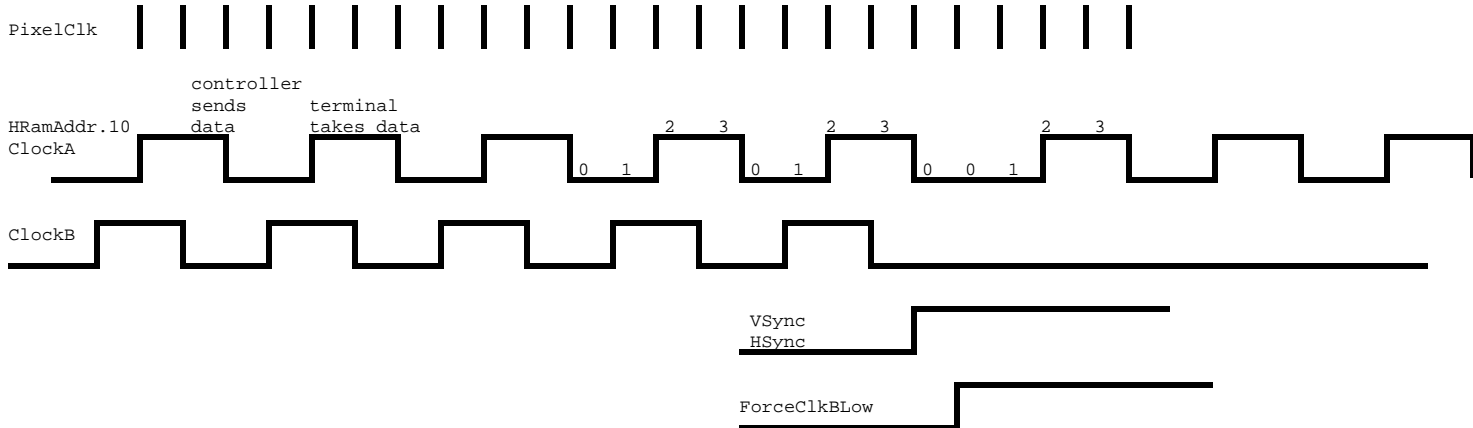 PixelClk
controller
sends terminal
HRamAddr.10 data takes data 2 3 2 3 2 3
ClockA
0 1 0 1 0 0 1
ClockB
VSync
HSync
ForceClkBLow